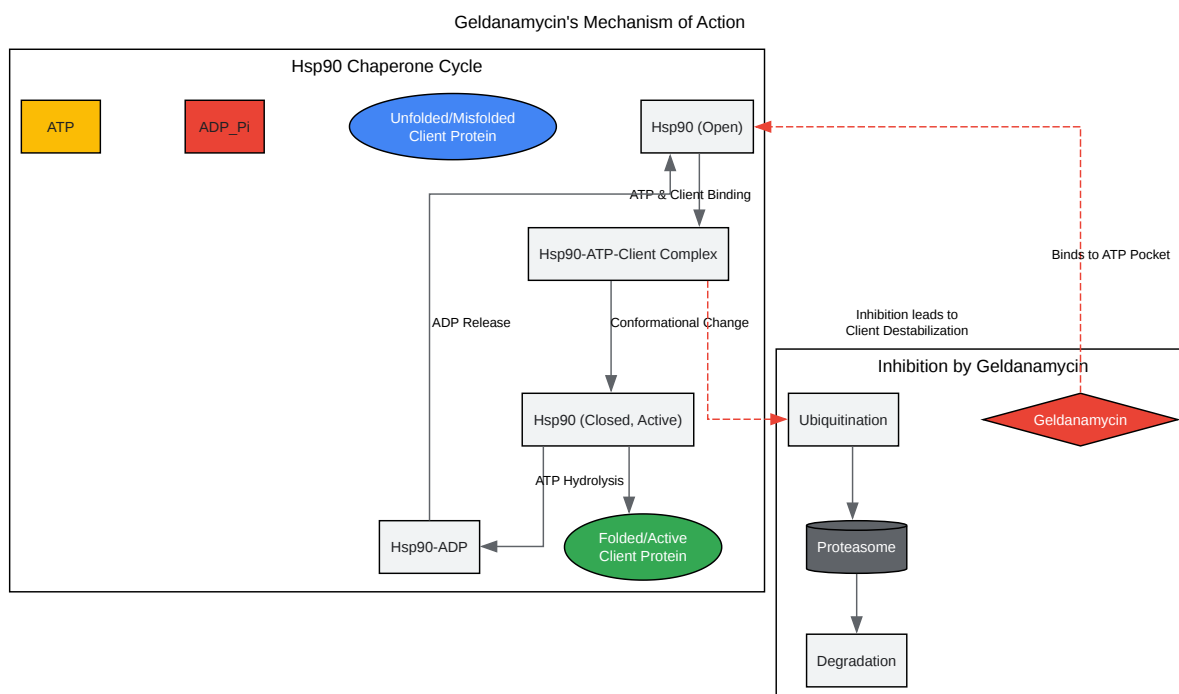 Geldanamycin's Mechanism of Action
Hsp90 Chaperone Cycle
ATP
ADP_Pi
Unfolded/Misfolded
Client Protein
Hsp90 (Open)
ATP & Client Binding
Binds to ATP Pocket
Hsp90-ATP-Client Complex
ADP Release
Conformational Change
Inhibition leads to
Client Destabilization
Inhibition by Geldanamycin
Hsp90 (Closed, Active)
Ubiquitination
Geldanamycin
ATP Hydrolysis
Hsp90-ADP
Folded/Active
Client Protein
Proteasome
Degradation